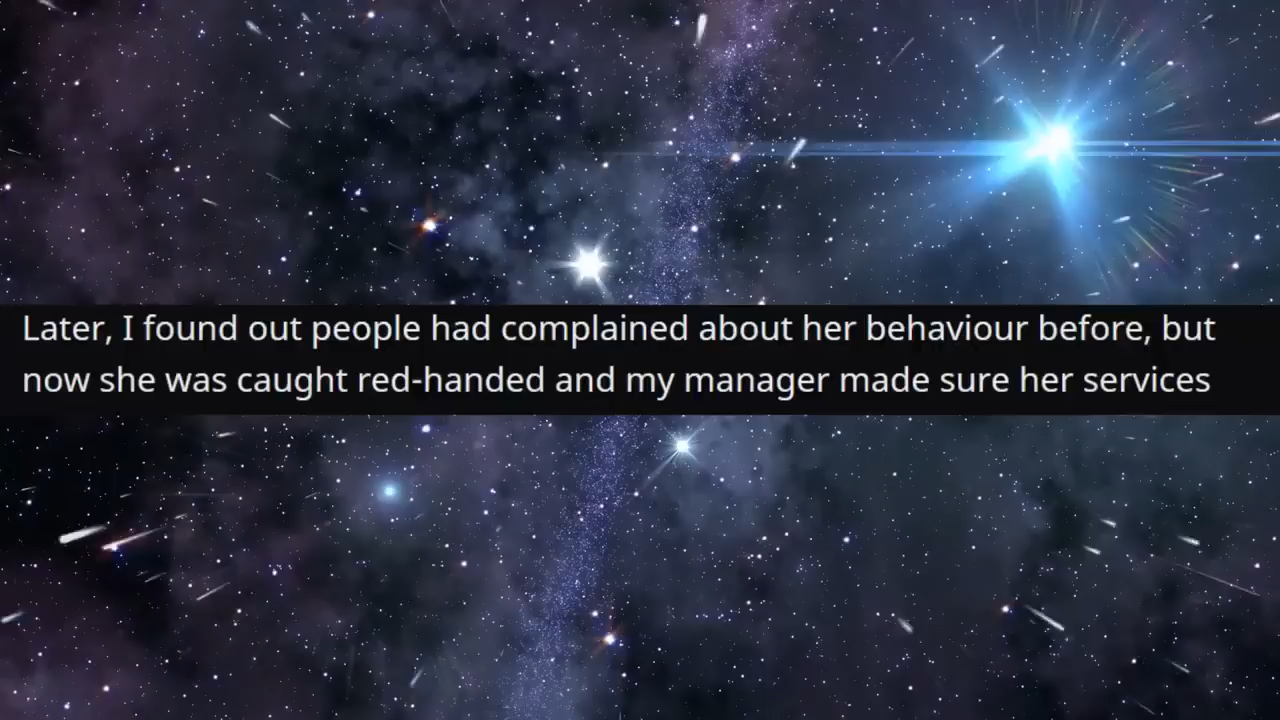 Later, I found out people had complained about her behaviour before, but
now she was caught red-handed and my manager made sure her services